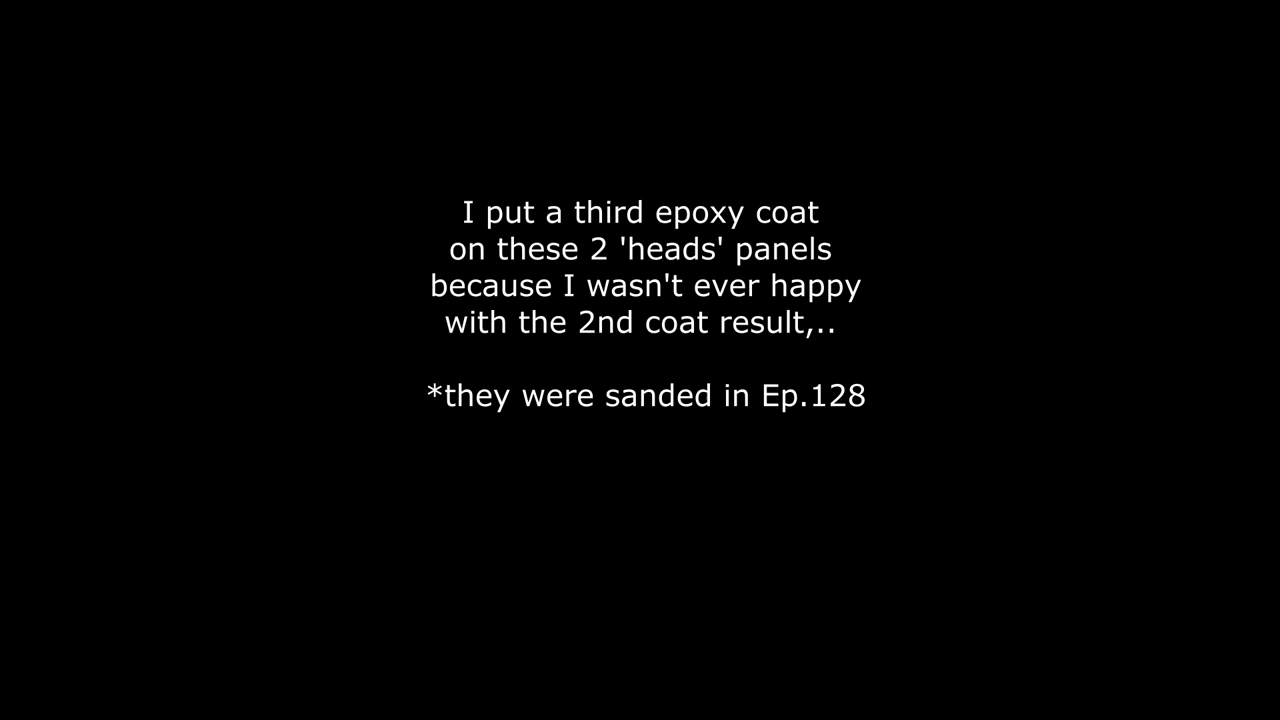 I put a third epoxy coat
on these 2 'heads' panels
because I wasn't ever happy
with the 2nd coat result,..
*they were sanded in Ep.128